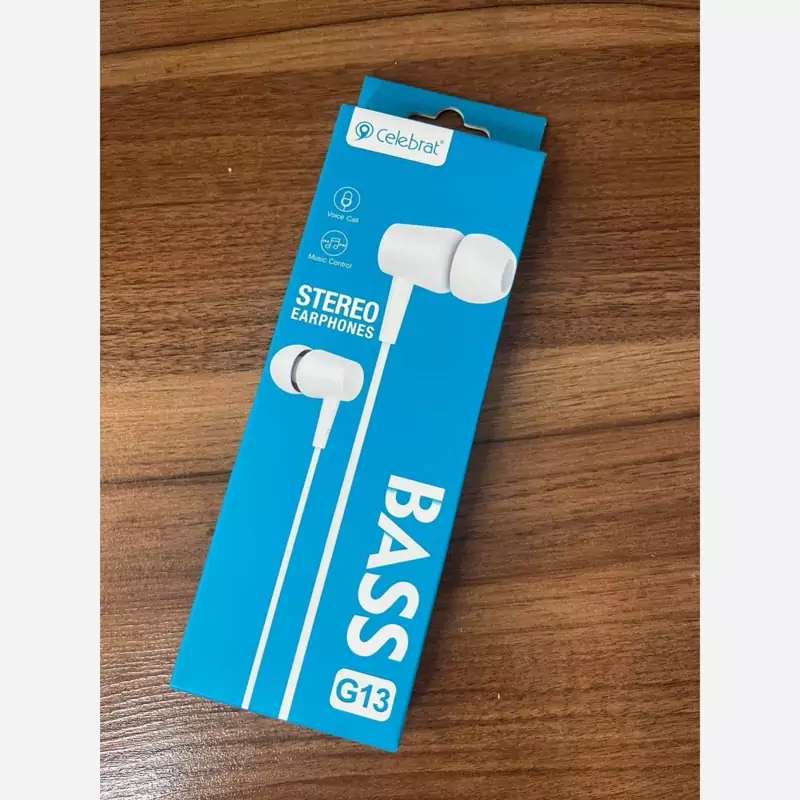 Celebrat®
Voice Call
Music Control
STEREO
EARPHONES
BASS
G13